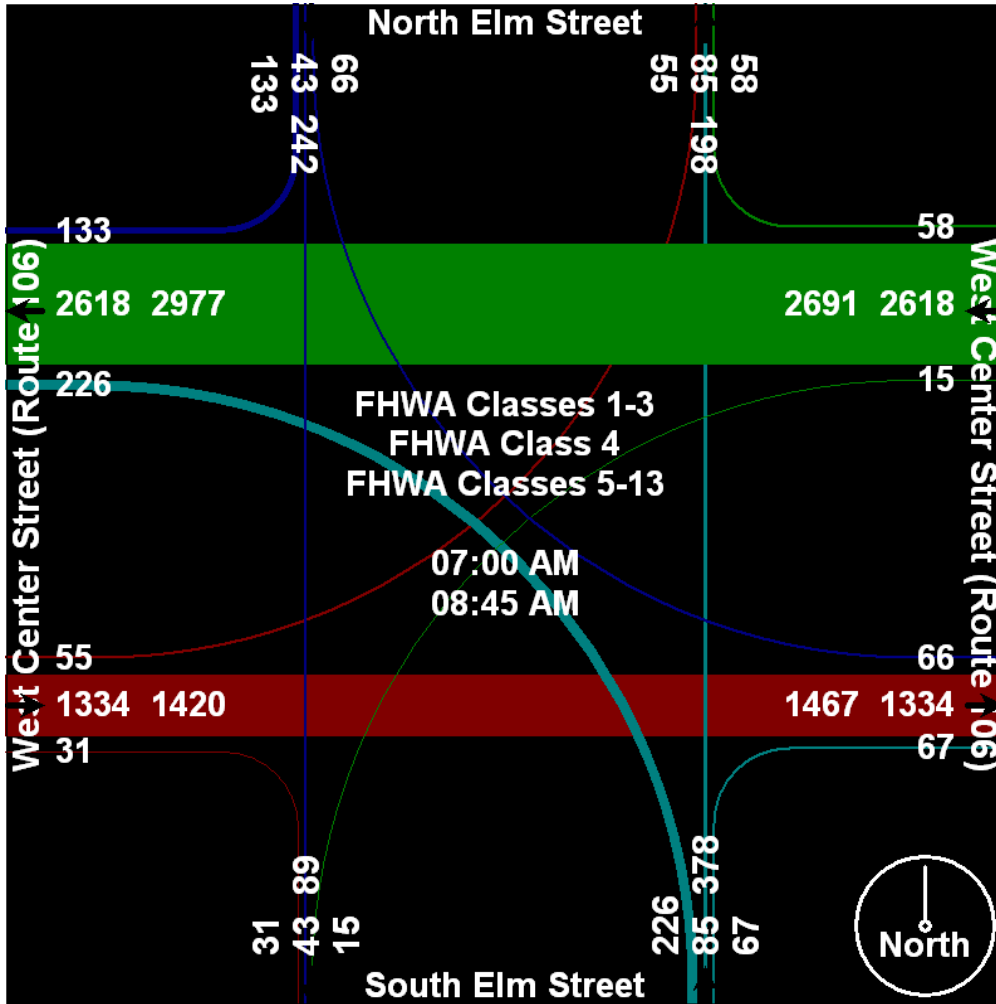 North Elm Street
133
43 242
66
55
85 198
58
133
58
2618 2977
2691 2618
226
15
West Center Street (Route 106)
West Center Street (Route 106)
FHWA Classes 1-3
FHWA Class 4
FHWA Classes 5-13
07:00 AM
08:45 AM
55
66
1334 1420
1467 1334
31
67
31
43 89
15
226
85 378
67
North
South Elm Street